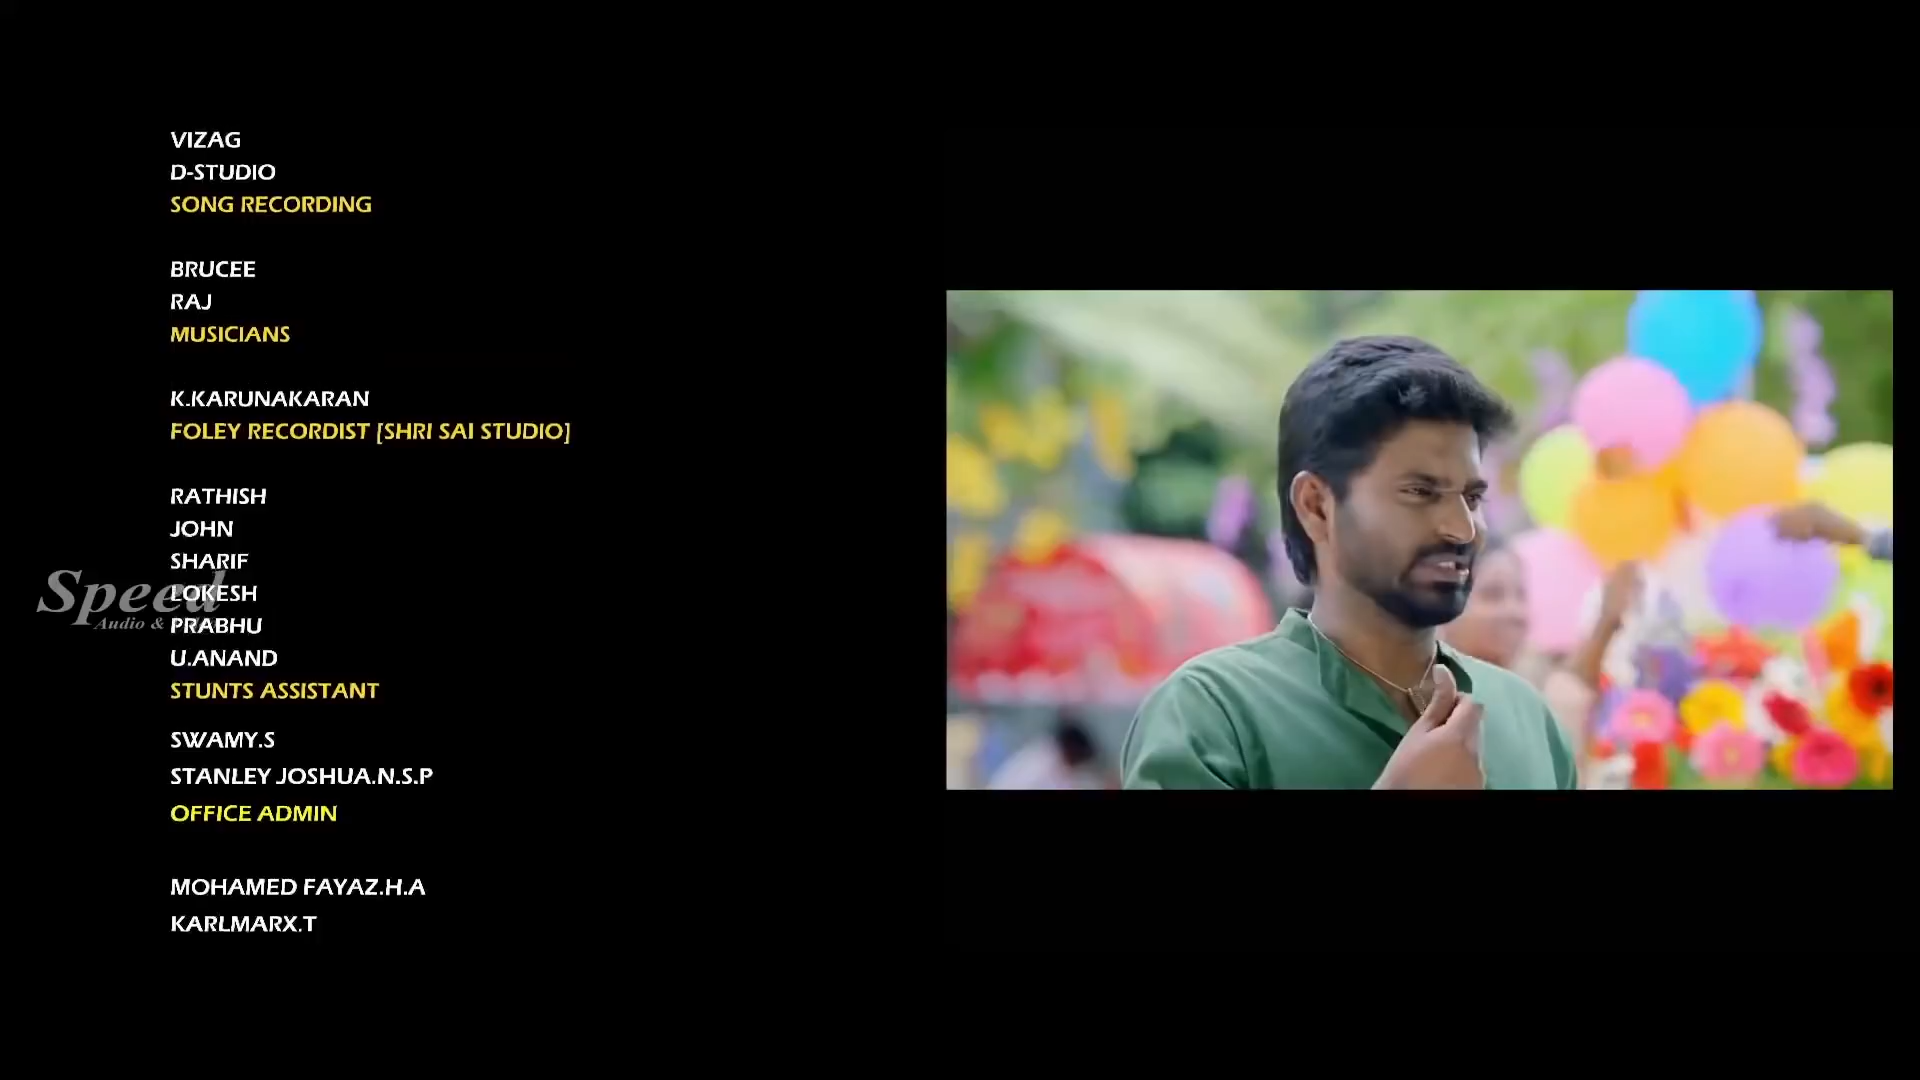 VIZAG
D-STUDIO
SONG RECORDING
BRUCEE
RAJ
MUSICIANS
K.KARUNAKARAN
FOLEY RECORDIST [SHRI SAI STUDIO]
RATHISH
JOHN
SHARIF
Speed
LOKESH
Audio &
PRABHU
U.ANAND
STUNTS ASSISTANT
SWAMY.S
STANLEY JOSHUA.N.S.P
OFFICE ADMIN
MOHAMED FAYAZ.H.A
KARLMARX.T